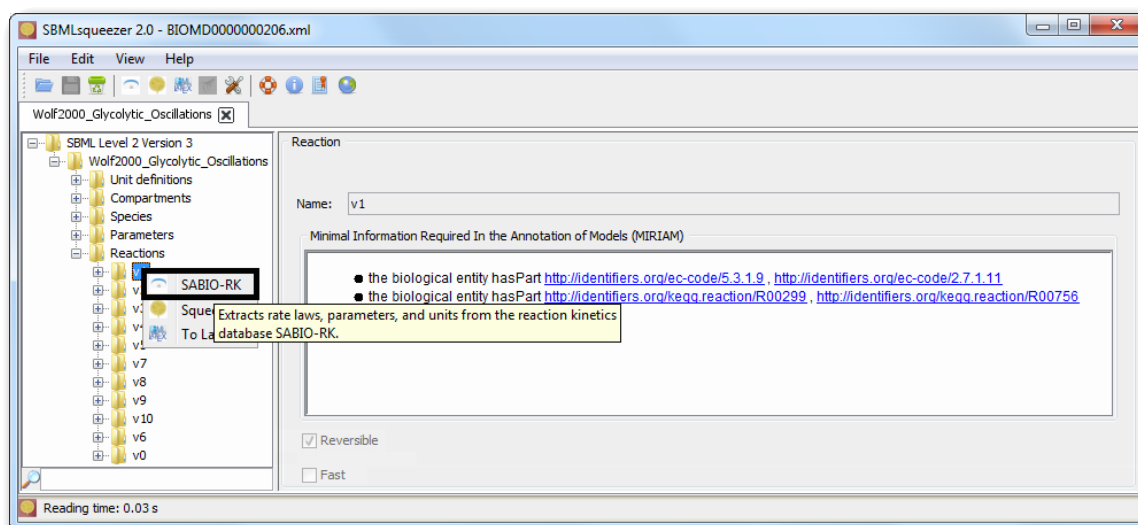 SBMLsqueezer 2.0 - BIOMD0000000206.xml
File Edit View Help
Wolf2000_Glycolytic_Oscillations
SBML Level 2 Version 3
Wolf2000_Glycolytic_Oscillations
Unit definitions
Compartments
Species
Parameters
Reactions
SABIO-RK
Extracts rate laws, parameters, and units from the reaction kinetics
database SABIO-RK.
v7
v8
v9
v10
v6
v0
Reaction
Name: v1
Minimal Information Required In the Annotation of Models (MIRIAM)
the biological entity hasPart http://identifiers.org/ec-code/5.3.1.9 , http://identifiers.org/ec-code/2.7.1.11
the biological entity hasPart http://identifiers.org/kegg.reaction/R00299 , http://identifiers.org/kegg.reaction/R00756
Reversible
Fast
Reading time: 0.03 s